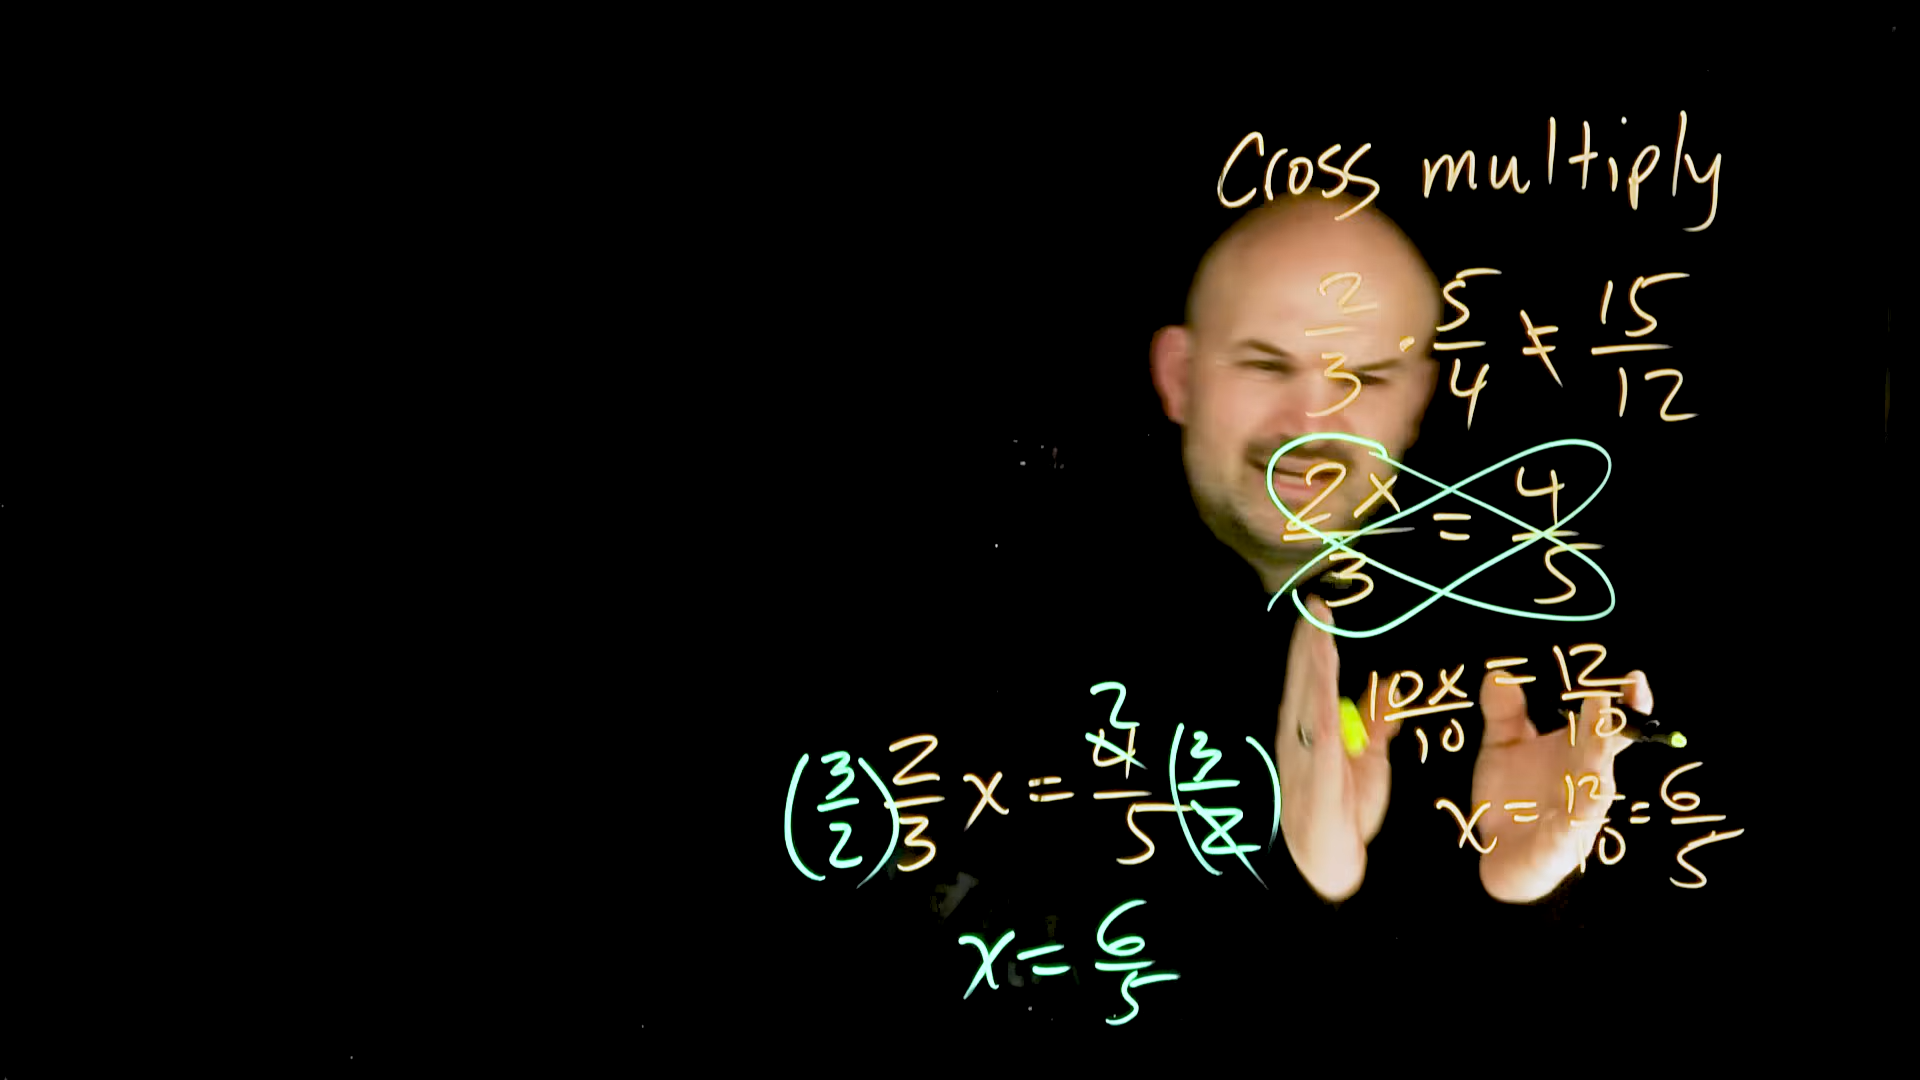 Cross multiply
2/3 · 5/4 ≠ 15/12
2x/3 = 4/5
10x/10 = 12/10
x = 12/10 = 6/5
(3/2) 2/3 x = 4/5 (3/2)
2
x = 6/5